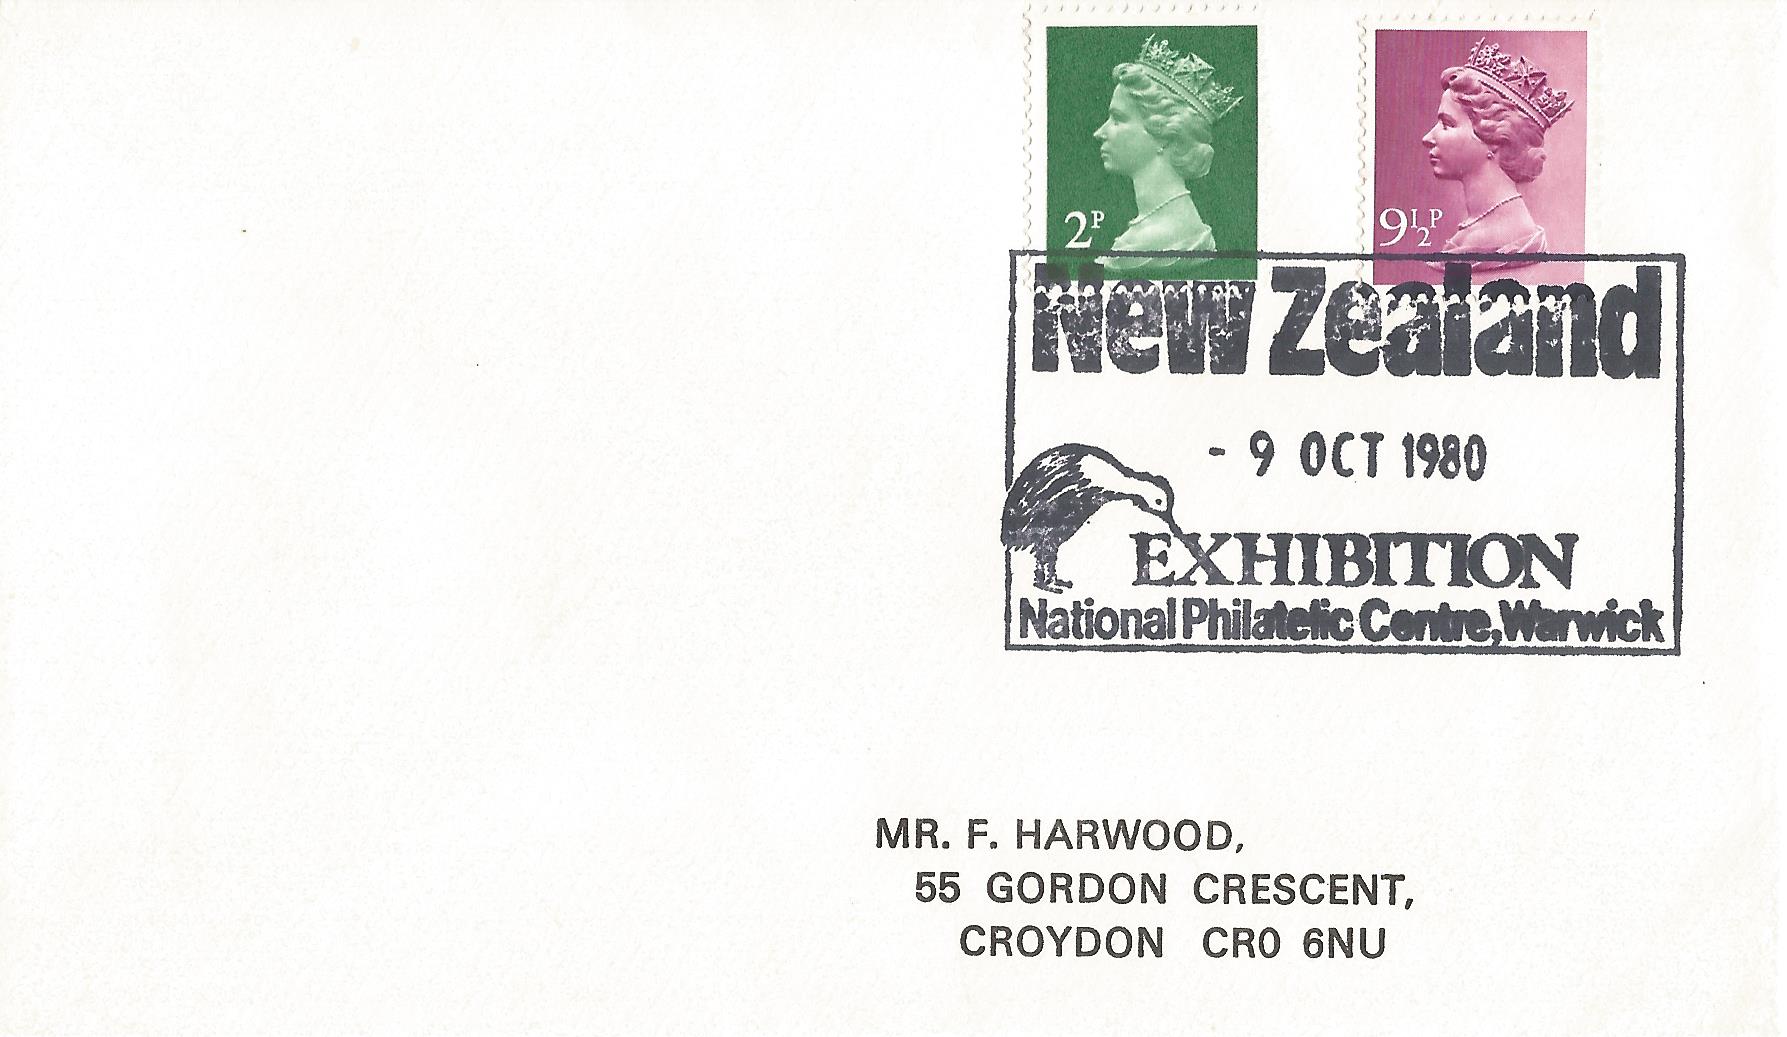 2P
9½P
New Zealand
- 9 OCT 1980
EXHIBITION
National Philatelic Centre, Warwick
MR. F. HARWOOD,
55 GORDON CRESCENT,
CROYDON CR0 6NU